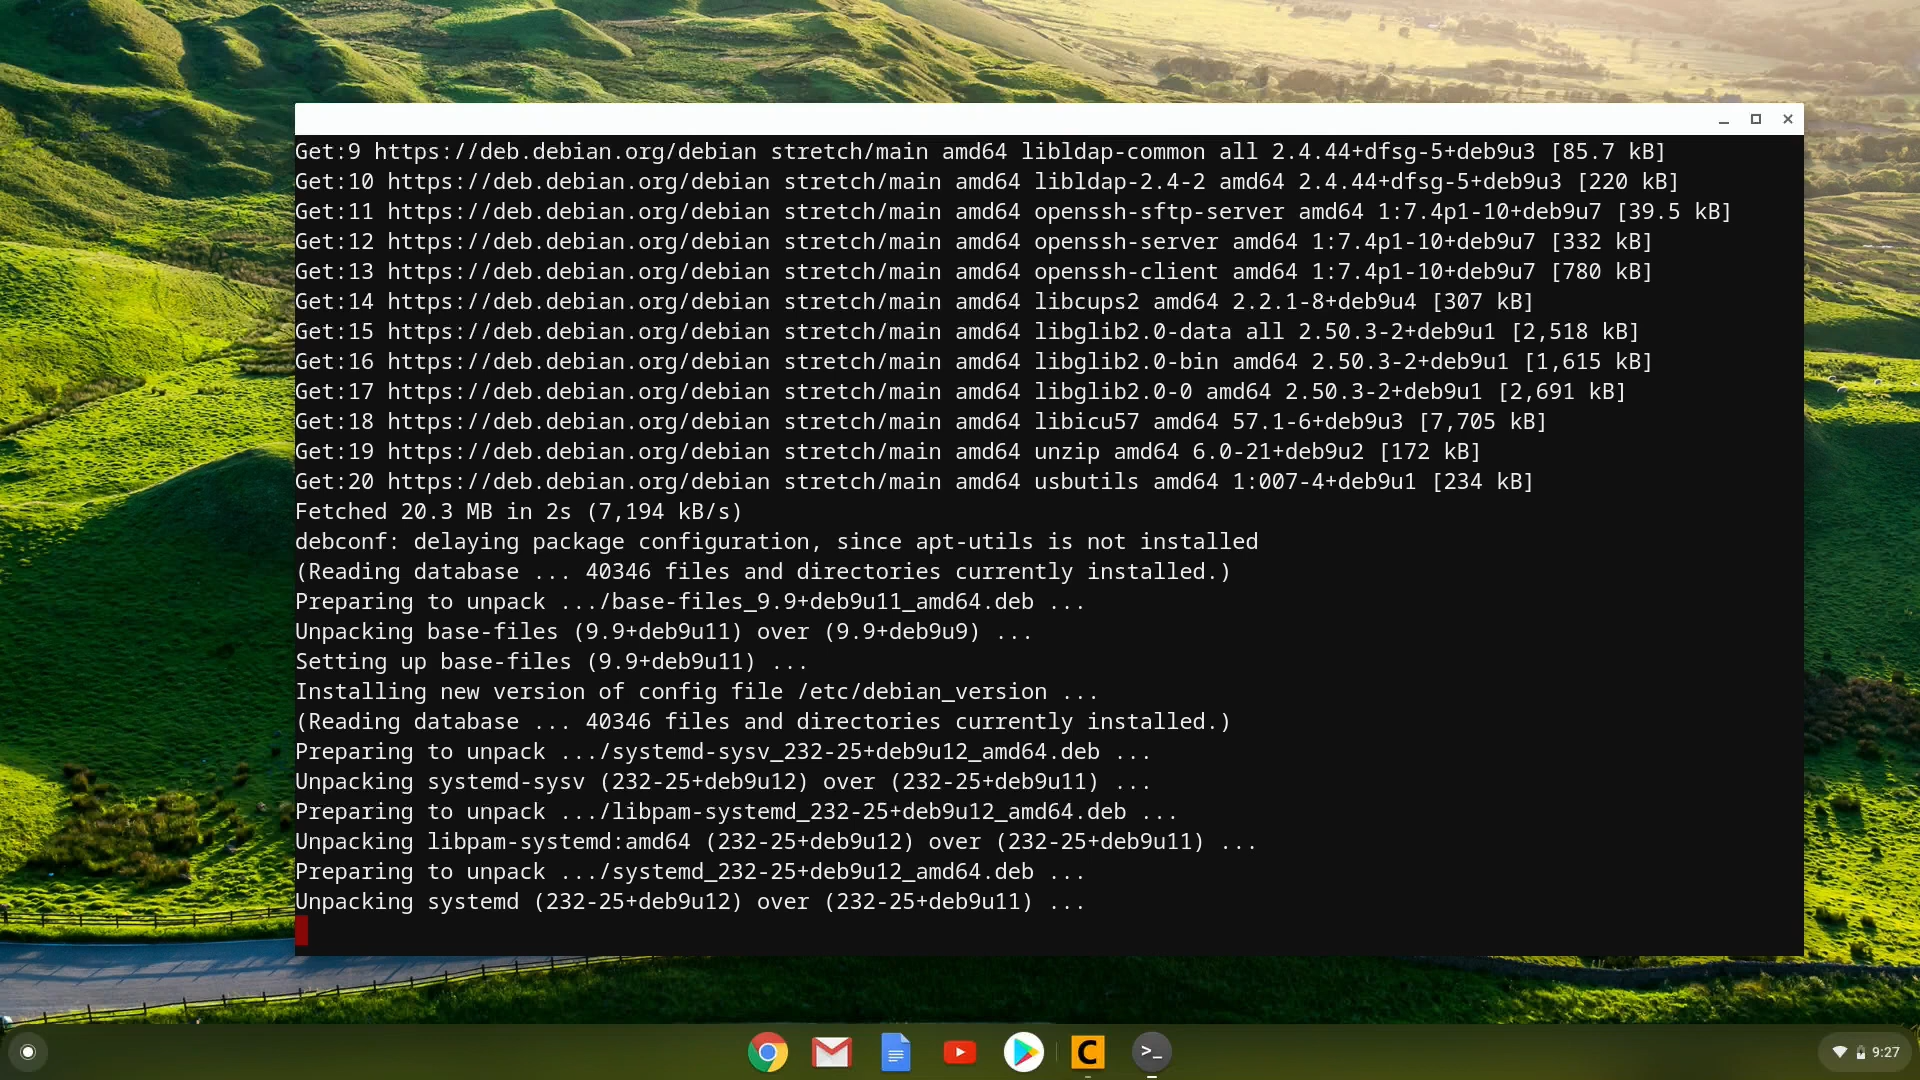 Get:9 https://deb.debian.org/debian stretch/main amd64 libldap-common all 2.4.44+dfsg-5+deb9u3 [85.7 kB]
Get:10 https://deb.debian.org/debian stretch/main amd64 libldap-2.4-2 amd64 2.4.44+dfsg-5+deb9u3 [220 kB]
Get:11 https://deb.debian.org/debian stretch/main amd64 openssh-sftp-server amd64 1:7.4p1-10+deb9u7 [39.5 kB]
Get:12 https://deb.debian.org/debian stretch/main amd64 openssh-server amd64 1:7.4p1-10+deb9u7 [332 kB]
Get:13 https://deb.debian.org/debian stretch/main amd64 openssh-client amd64 1:7.4p1-10+deb9u7 [780 kB]
Get:14 https://deb.debian.org/debian stretch/main amd64 libcups2 amd64 2.2.1-8+deb9u4 [307 kB]
Get:15 https://deb.debian.org/debian stretch/main amd64 libglib2.0-data all 2.50.3-2+deb9u1 [2,518 kB]
Get:16 https://deb.debian.org/debian stretch/main amd64 libglib2.0-bin amd64 2.50.3-2+deb9u1 [1,615 kB]
Get:17 https://deb.debian.org/debian stretch/main amd64 libglib2.0-0 amd64 2.50.3-2+deb9u1 [2,691 kB]
Get:18 https://deb.debian.org/debian stretch/main amd64 libicu57 amd64 57.1-6+deb9u3 [7,705 kB]
Get:19 https://deb.debian.org/debian stretch/main amd64 unzip amd64 6.0-21+deb9u2 [172 kB]
Get:20 https://deb.debian.org/debian stretch/main amd64 usbutils amd64 1:007-4+deb9u1 [234 kB]
Fetched 20.3 MB in 2s (7,194 kB/s)
debconf: delaying package configuration, since apt-utils is not installed
(Reading database ... 40346 files and directories currently installed.)
Preparing to unpack .../base-files_9.9+deb9u11_amd64.deb ...
Unpacking base-files (9.9+deb9u11) over (9.9+deb9u9) ...
Setting up base-files (9.9+deb9u11) ...
Installing new version of config file /etc/debian_version ...
(Reading database ... 40346 files and directories currently installed.)
Preparing to unpack .../systemd-sysv_232-25+deb9u12_amd64.deb ...
Unpacking systemd-sysv (232-25+deb9u12) over (232-25+deb9u11) ...
Preparing to unpack .../libpam-systemd_232-25+deb9u12_amd64.deb ...
Unpacking libpam-systemd:amd64 (232-25+deb9u12) over (232-25+deb9u11) ...
Preparing to unpack .../systemd_232-25+deb9u12_amd64.deb ...
Unpacking systemd (232-25+deb9u12) over (232-25+deb9u11) ...
C >_ 9:27